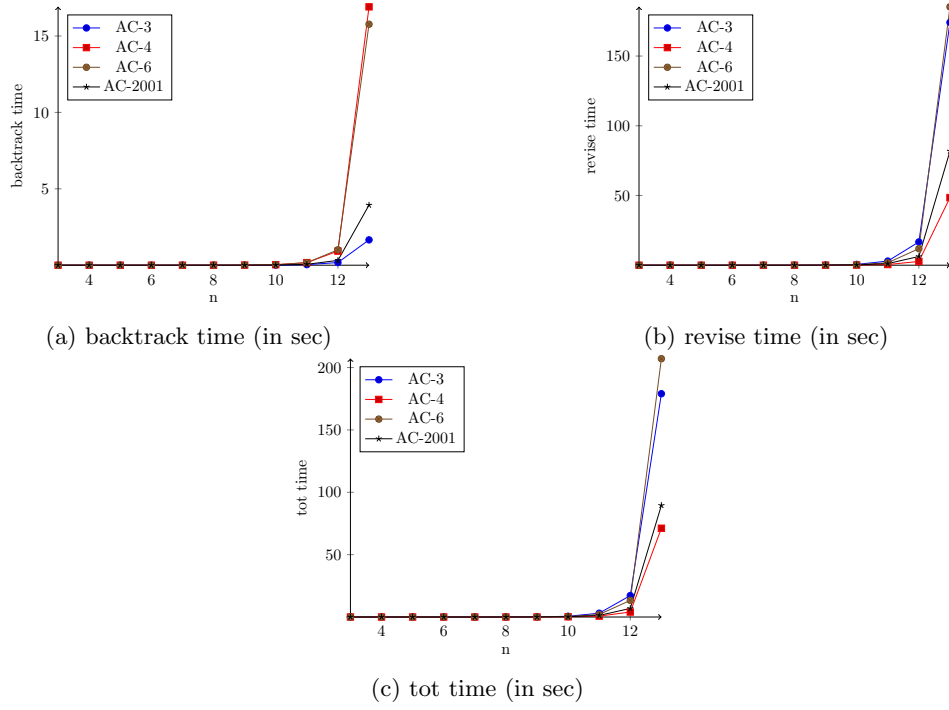 AC-3
AC-4
AC-6
AC-2001
15
10
5
4 6 8 10 12
n
backtrack time
(a) backtrack time (in sec)
AC-3
AC-4
AC-6
AC-2001
150
100
50
4 6 8 10 12
n
revise time
(b) revise time (in sec)
AC-3
AC-4
AC-6
AC-2001
200
150
100
50
4 6 8 10 12
n
tot time
(c) tot time (in sec)